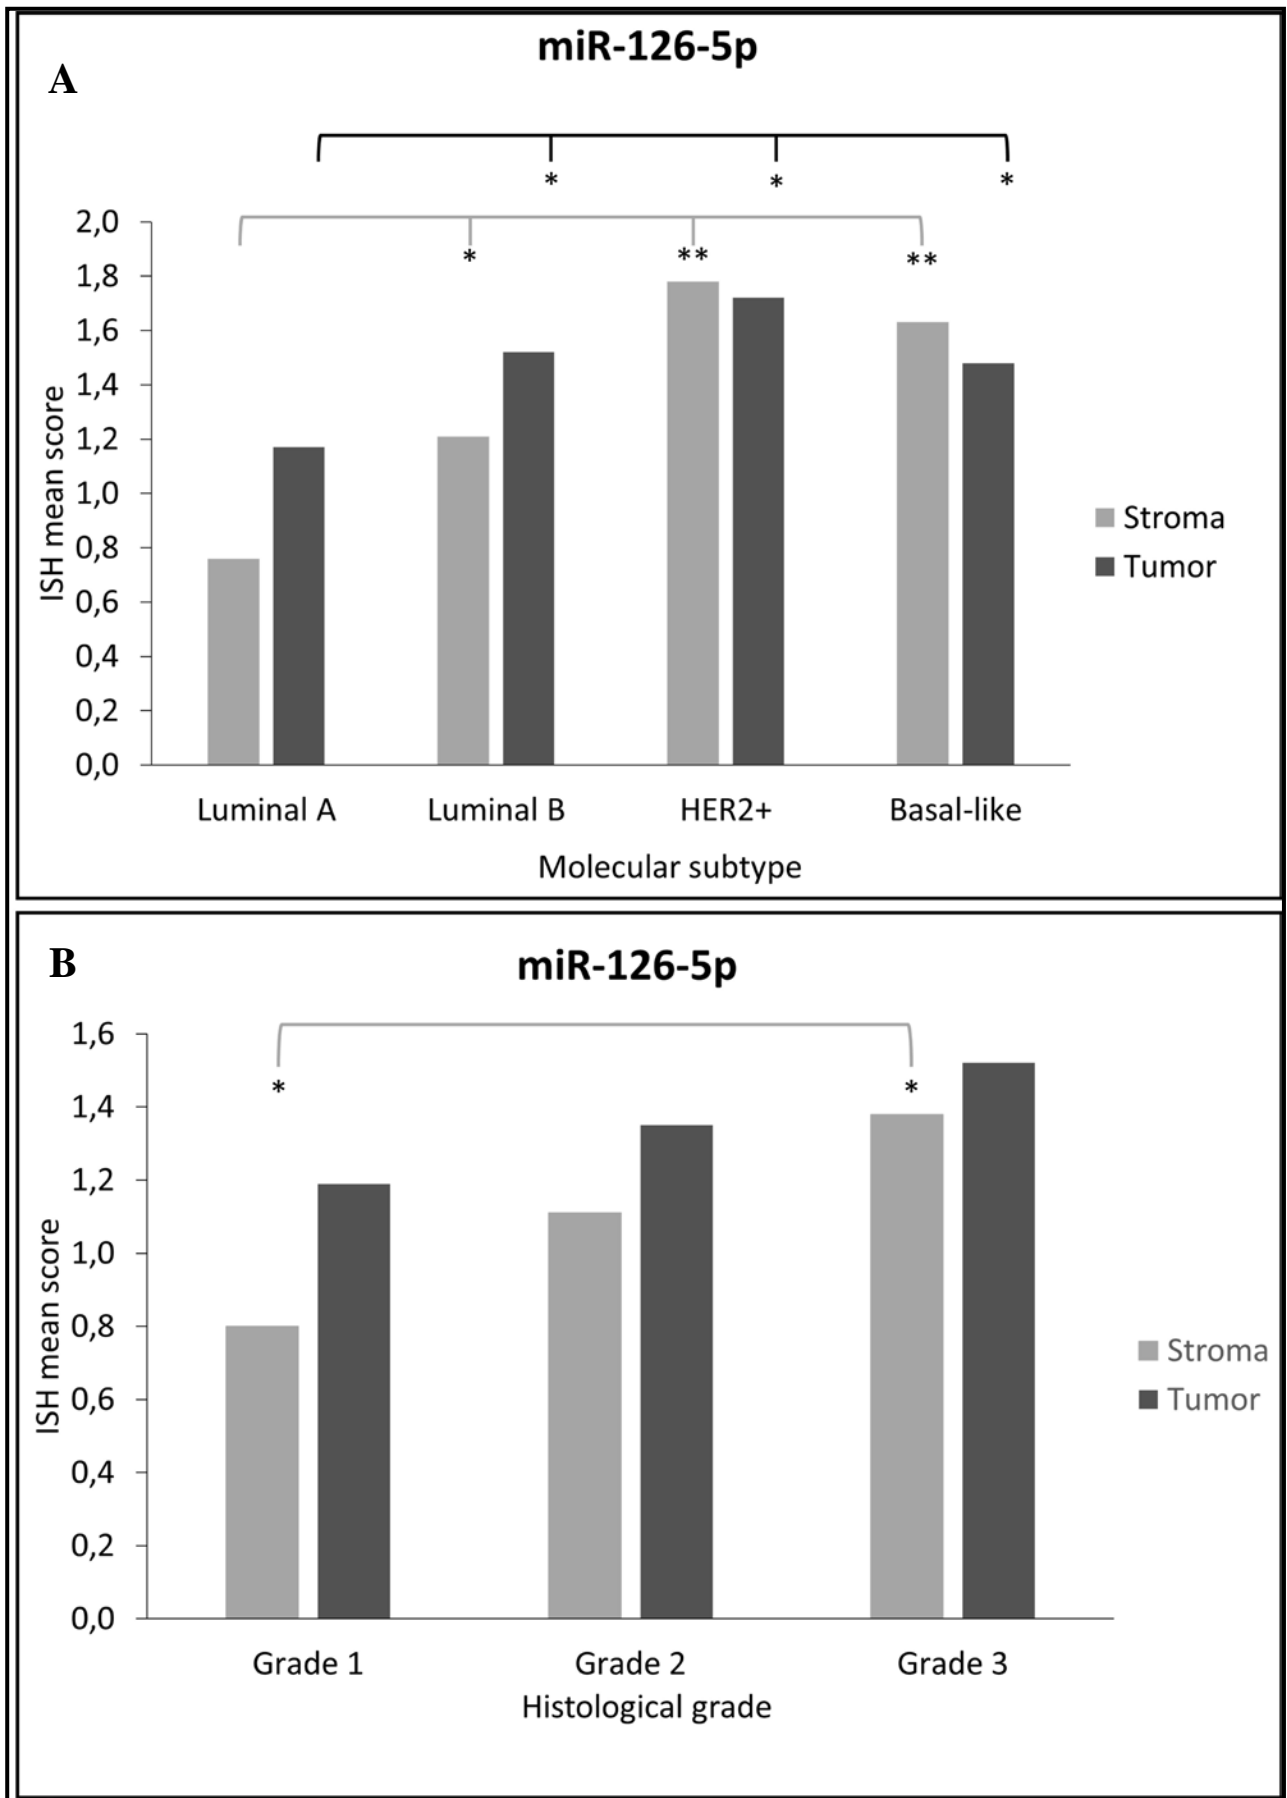 A
miR-126-5p
* * *
* ** **
2,0
1,8
1,6
1,4
1,2
1,0
0,8
0,6
0,4
0,2
0,0
ISH mean score
Stroma
Tumor
Luminal A Luminal B HER2+ Basal-like
Molecular subtype
B
miR-126-5p
* *
1,6
1,4
1,2
1,0
0,8
0,6
0,4
0,2
0,0
ISH mean score
Stroma
Tumor
Grade 1 Grade 2 Grade 3
Histological grade